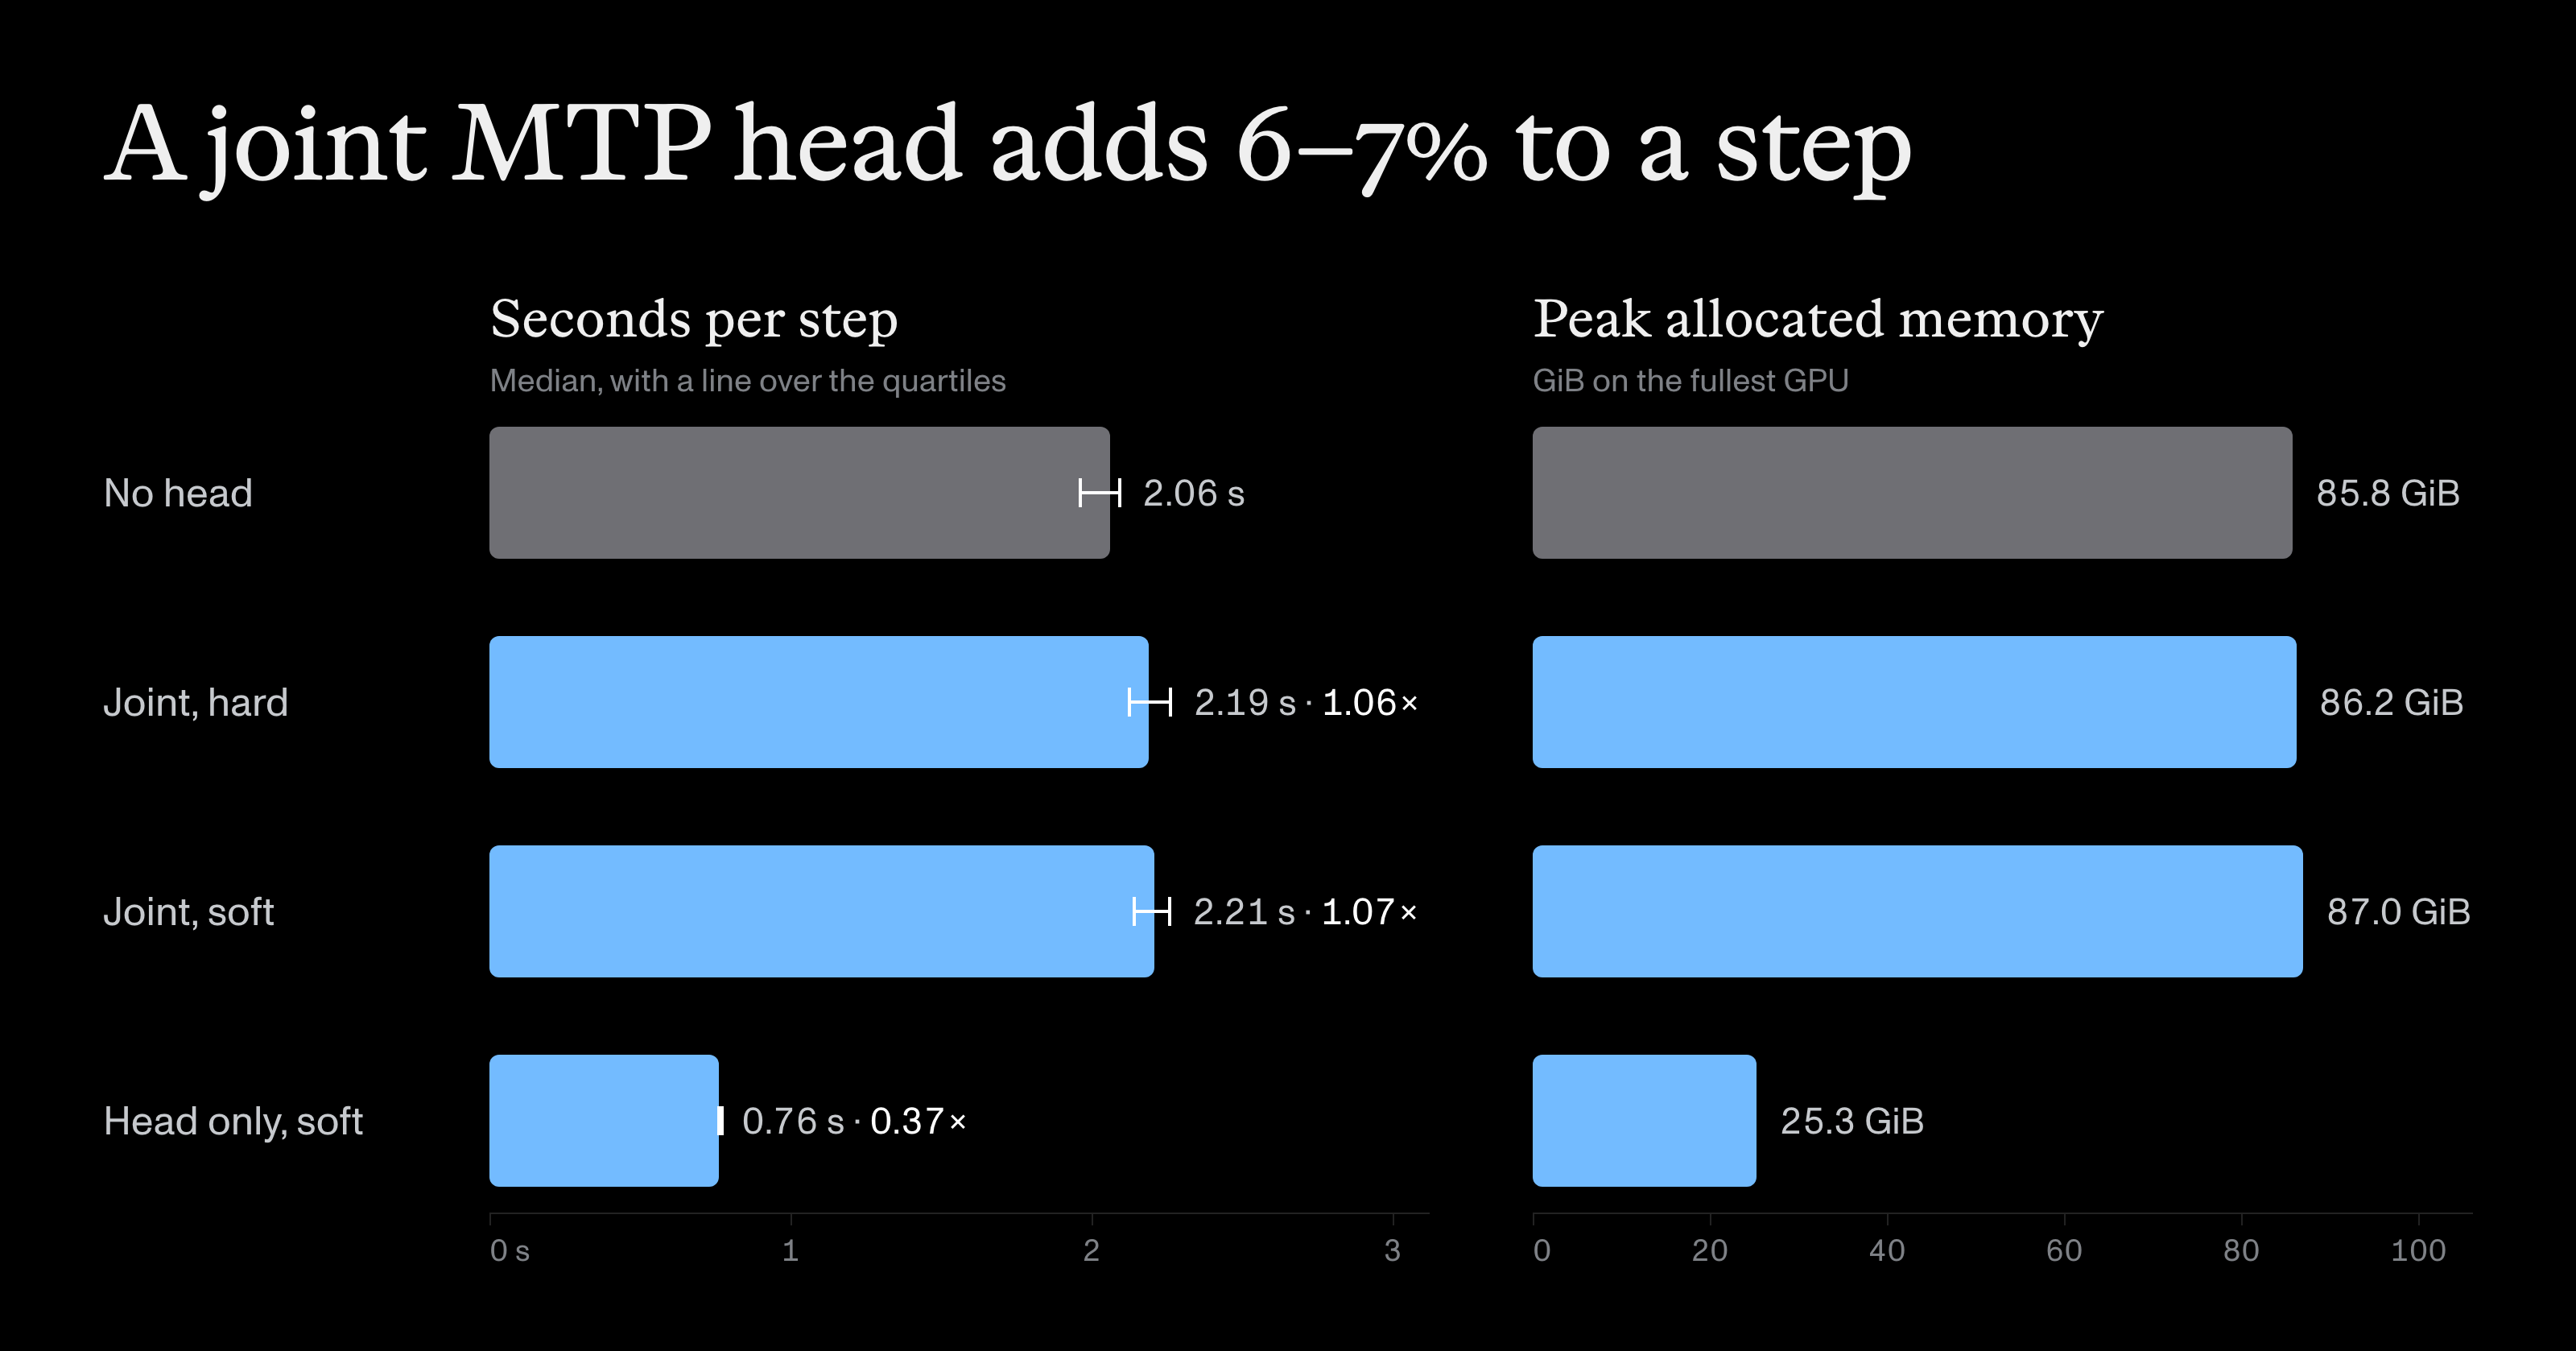 A joint MTP head adds 6–7% to a step
Seconds per step
Median, with a line over the quartiles
Peak allocated memory
GiB on the fullest GPU
No head
2.06 s
85.8 GiB
Joint, hard
2.19 s · 1.06×
86.2 GiB
Joint, soft
2.21 s · 1.07×
87.0 GiB
Head only, soft
0.76 s · 0.37×
25.3 GiB
0 s 1 2 3
0 20 40 60 80 100